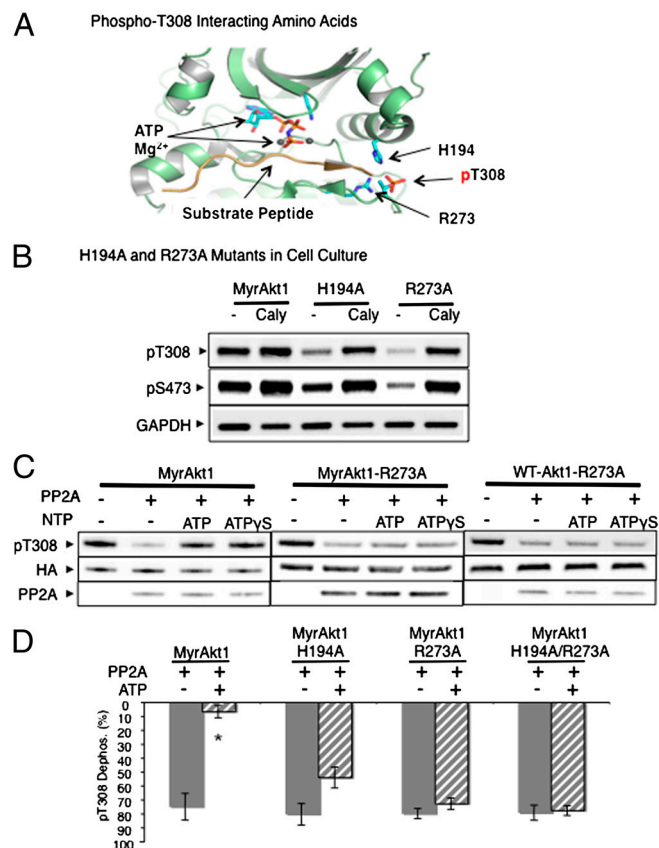 A Phospho-T308 Interacting Amino Acids
ATP
Mg2+
H194
pT308
Substrate Peptide
R273
B H194A and R273A Mutants in Cell Culture
MyrAkt1 H194A R273A
- Caly - Caly - Caly
pT308
pS473
GAPDH
C MyrAkt1 MyrAkt1-R273A WT-Akt1-R273A
PP2A - + + + - + + + - + + +
NTP - - ATP ATPγS - - ATP ATPγS - - ATP ATPγS
pT308
HA
PP2A
D MyrAkt1 MyrAkt1 MyrAkt1 MyrAkt1
H194A R273A H194A/R273A
PP2A + + + + + + + +
ATP - + - + - + - +
pT308 Dephos. (%)
0
10
20
30
40
50
60
70
80
90
100
*